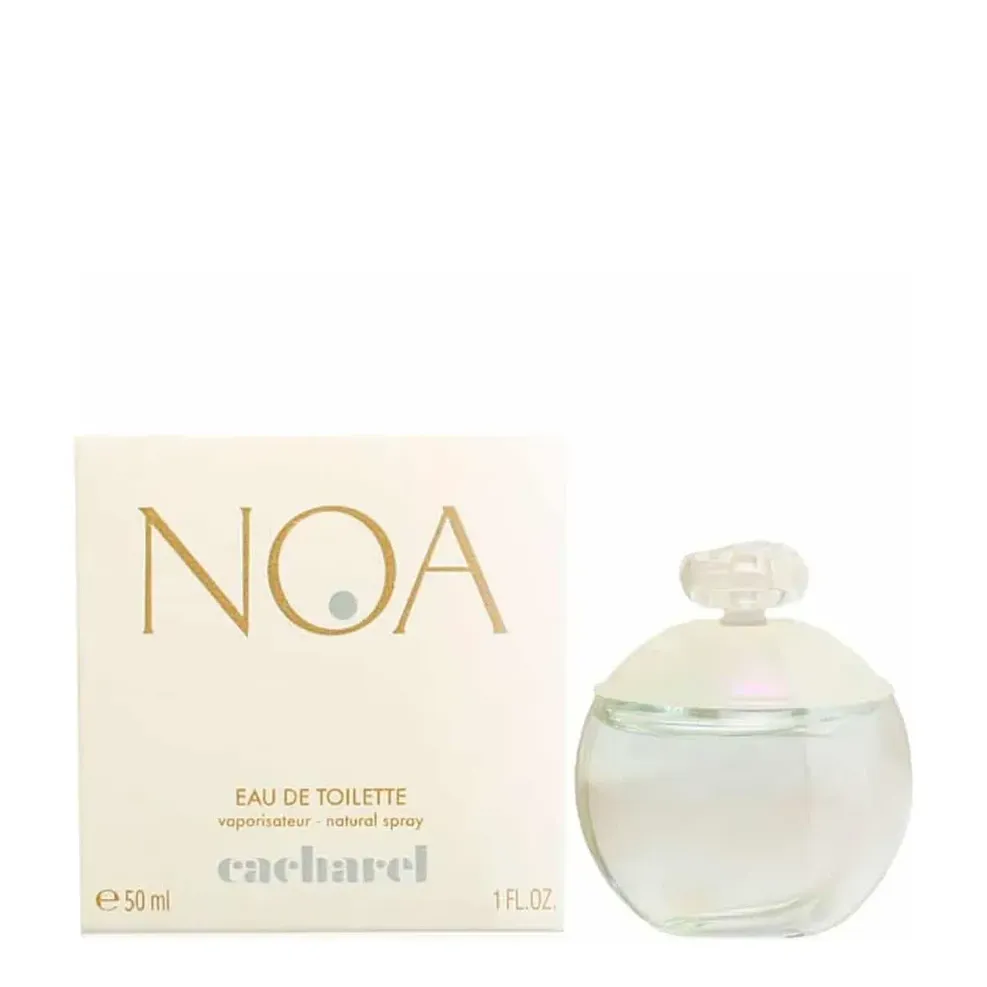 NOA
EAU DE TOILETTE
vaporisateur - natural spray
cacharel
℮ 50 ml 1 FL.OZ.